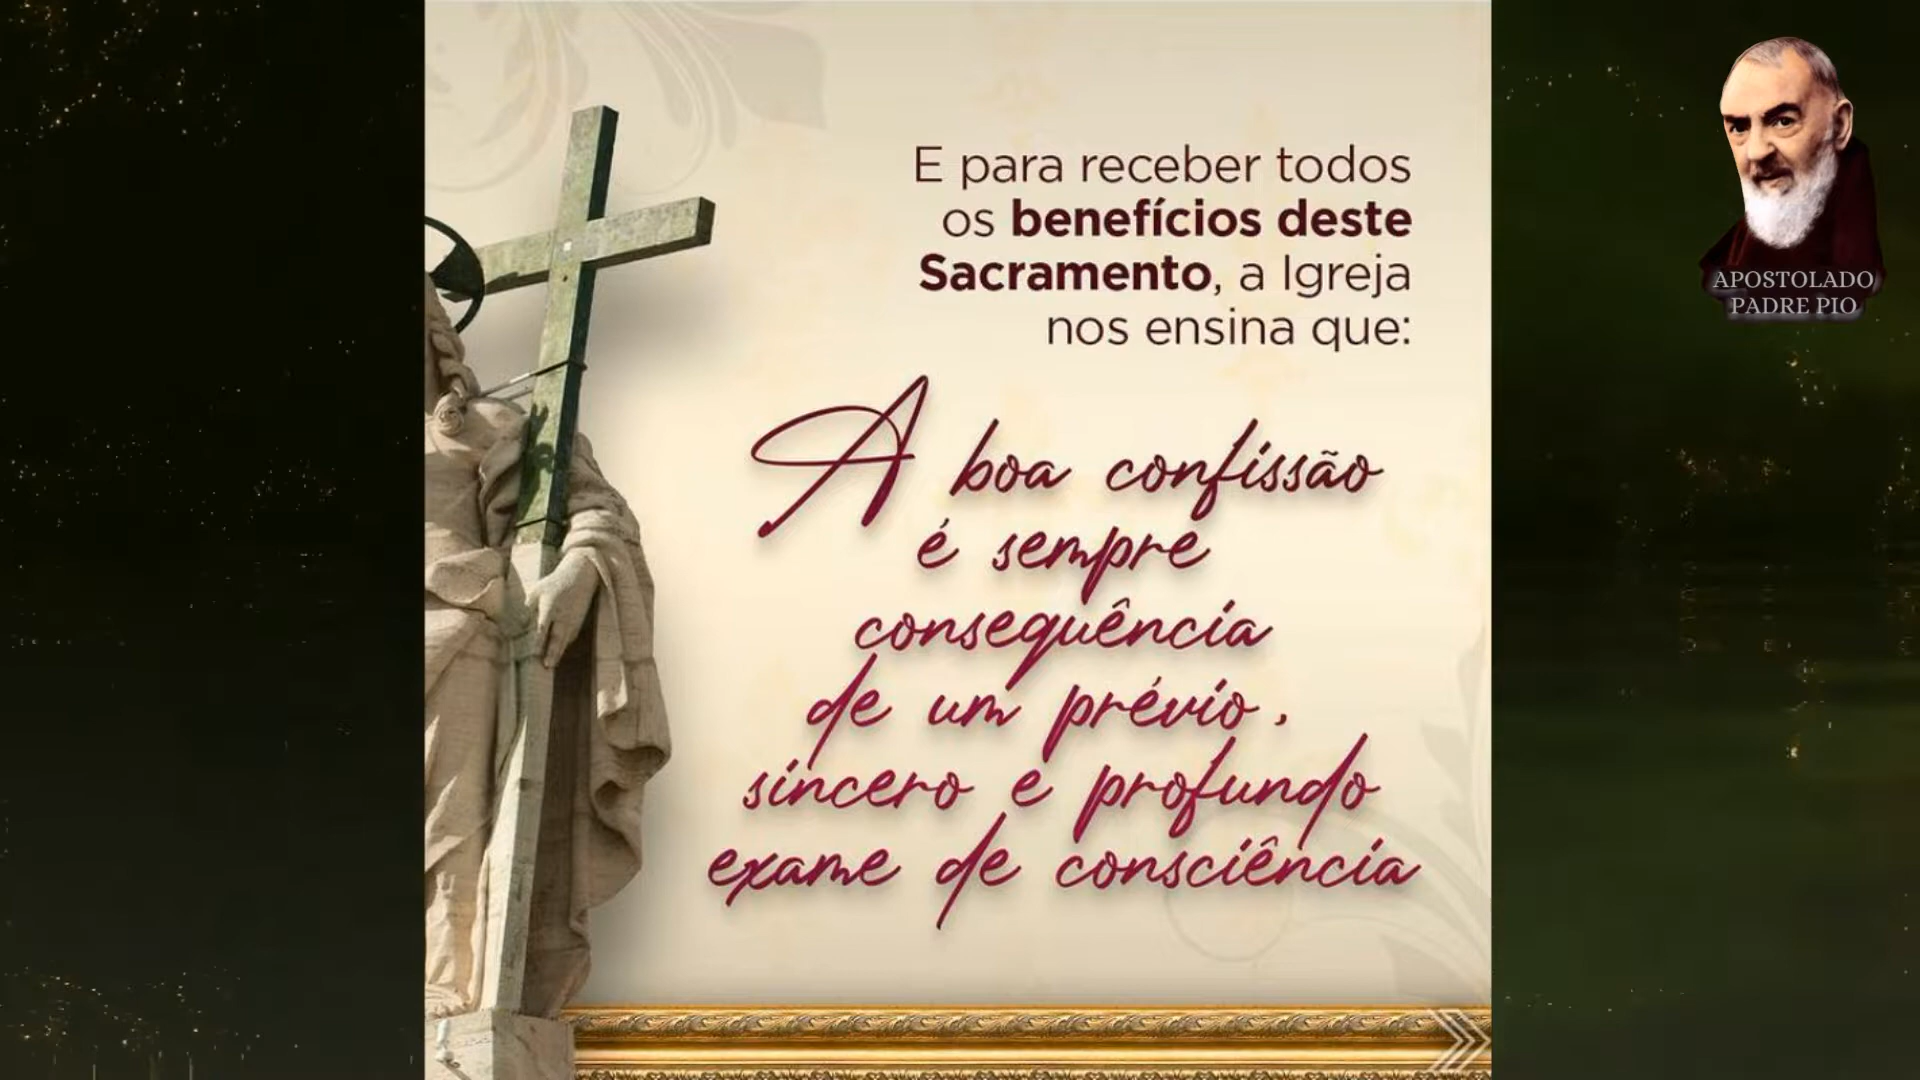 E para receber todos
os benefícios deste
Sacramento, a Igreja
nos ensina que:
A boa confissão
é sempre
consequência
de um prévio,
sincero e profundo
exame de consciência
APOSTOLADO
PADRE PIO